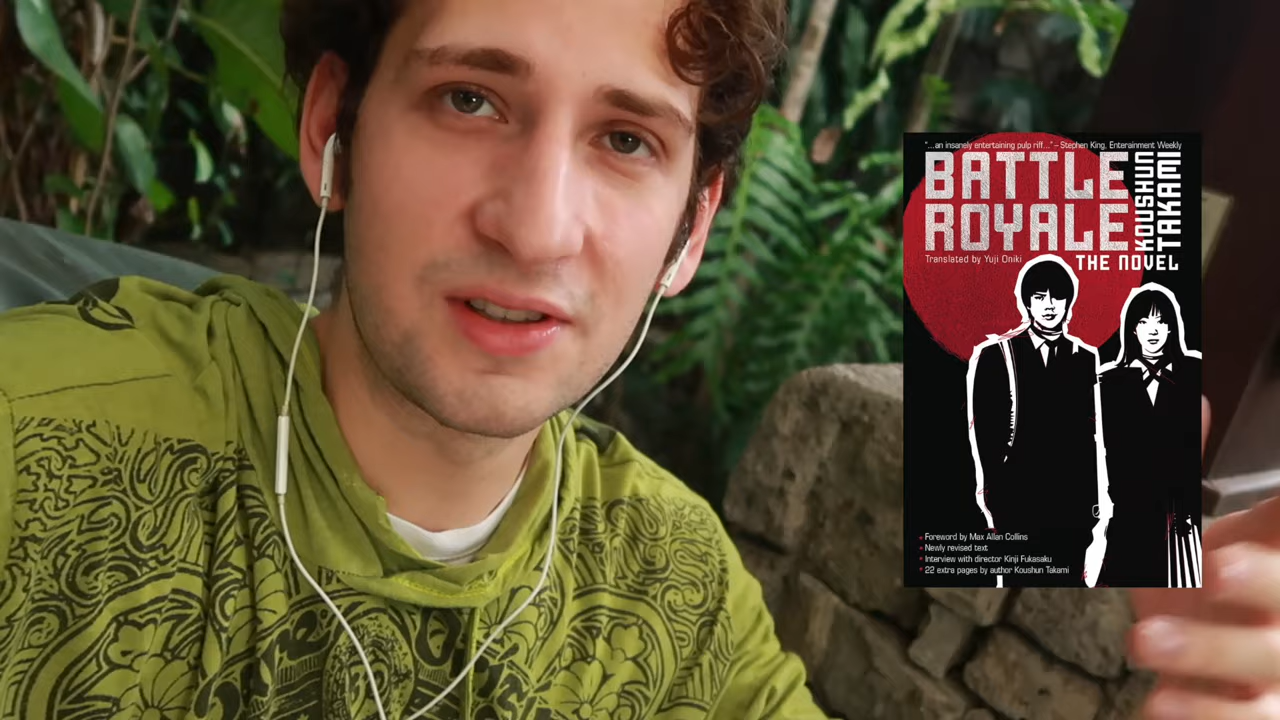 "...an insanely entertaining pulp riff..." – Stephen King, Enterainment Weekly
BATTLE
ROYALE
KOUSHUN
TAKAMI
Translated by Yuji Oniki
THE NOVEL
Foreword by Max Allan Collins
Newly revised text
Interview with director Kinji Fukasaku
22 extra pages by author Koushun Takami